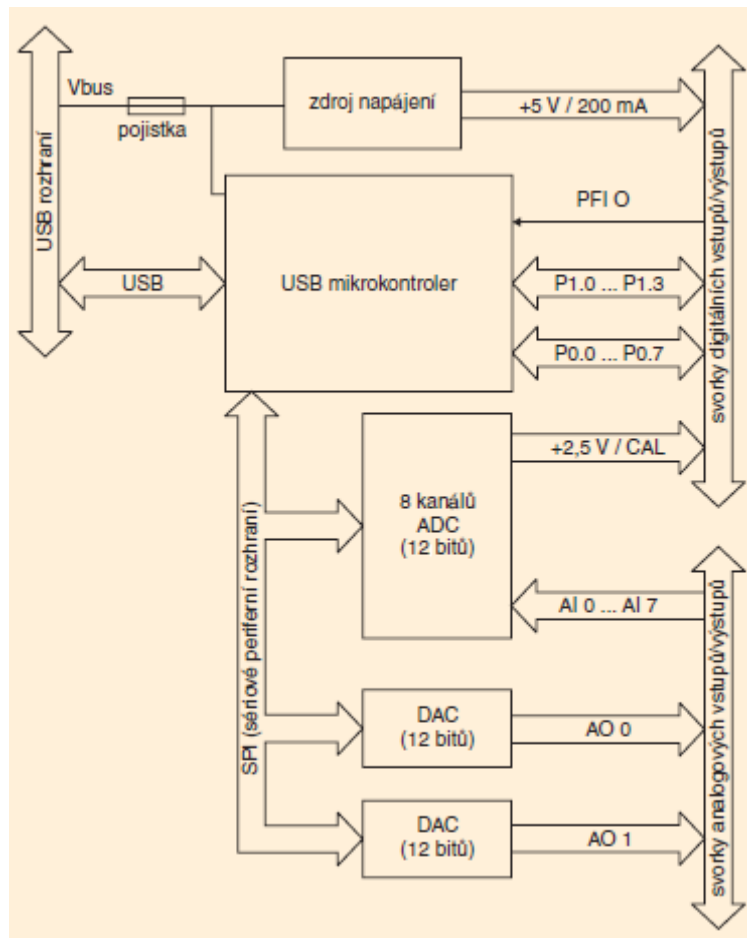 Vbus
pojistka
zdroj napájení
+5 V / 200 mA
USB rozhraní
USB
USB mikrokontroler
PFI O
P1.0 ... P1.3
P0.0 ... P0.7
svorky digitálních vstupů/výstupů
+2,5 V / CAL
8 kanálů
ADC
(12 bitů)
AI 0 ... AI 7
SPI (sériové periferní rozhraní)
DAC
(12 bitů)
AO 0
DAC
(12 bitů)
AO 1
svorky analogových vstupů/výstupů